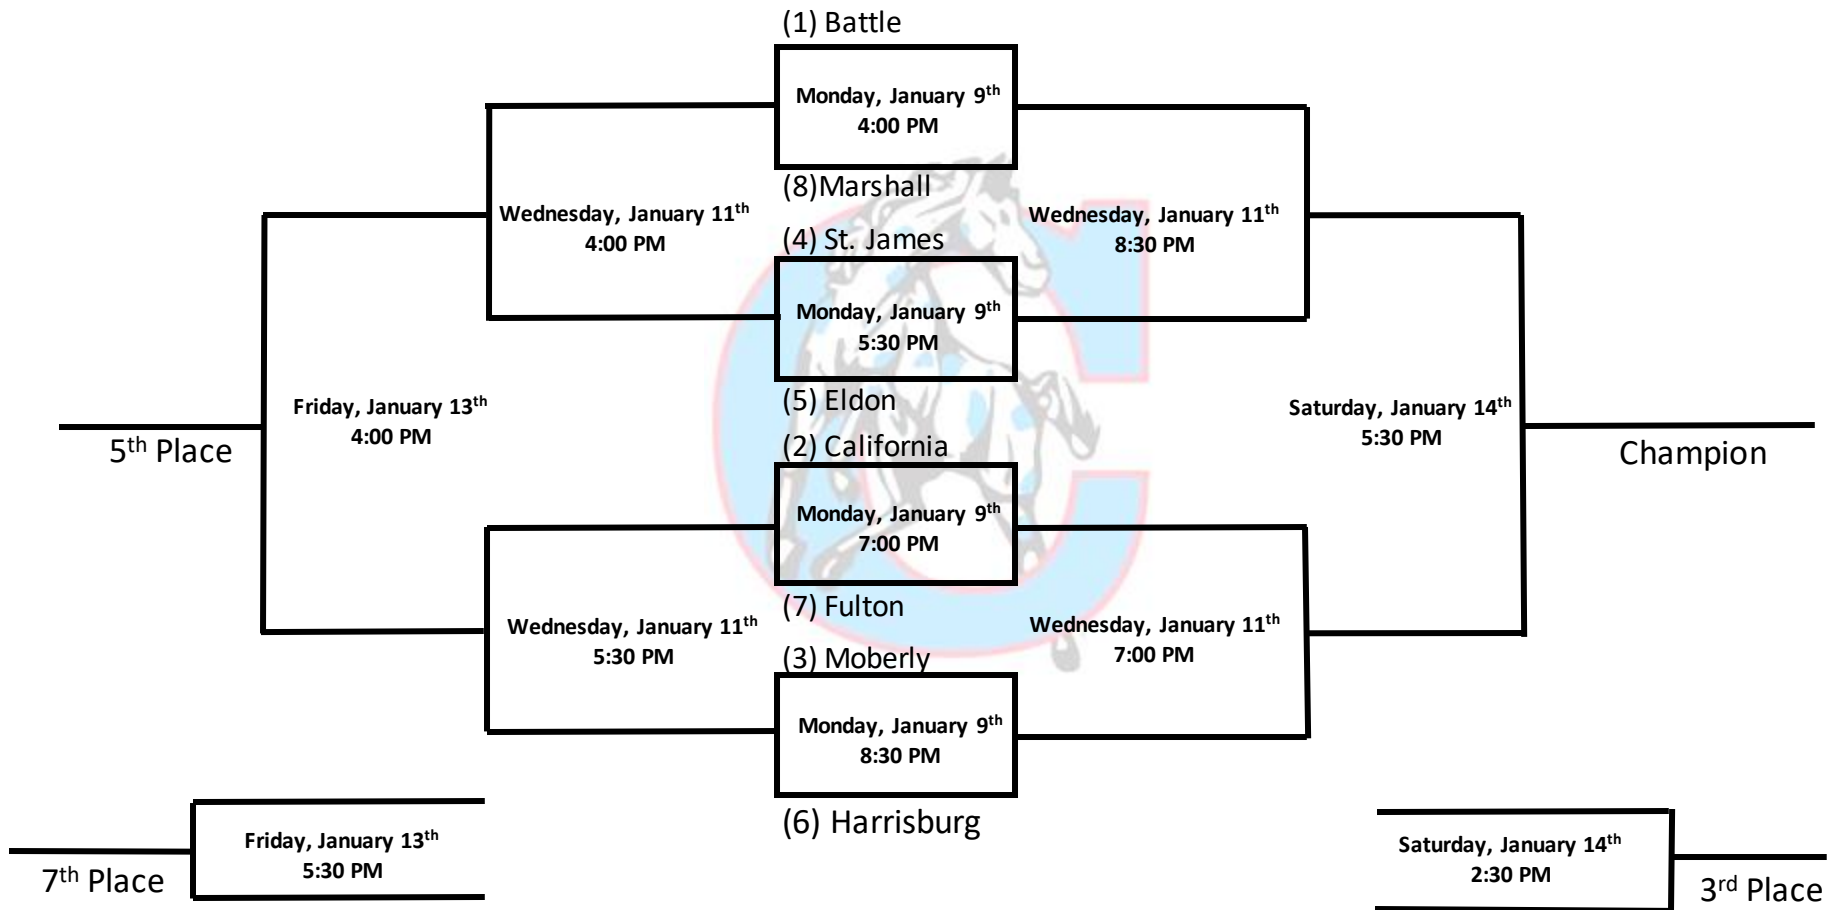 (1) Battle
Monday, January 9th
4:00 PM
(8)Marshall
Wednesday, January 11th
4:00 PM
Wednesday, January 11th
8:30 PM
(4) St. James
Monday, January 9th
5:30 PM
(5) Eldon
Friday, January 13th
4:00 PM
5th Place
Saturday, January 14th
5:30 PM
Champion
(2) California
Monday, January 9th
7:00 PM
(7) Fulton
Wednesday, January 11th
5:30 PM
Wednesday, January 11th
7:00 PM
(3) Moberly
Monday, January 9th
8:30 PM
(6) Harrisburg
Friday, January 13th
5:30 PM
7th Place
Saturday, January 14th
2:30 PM
3rd Place